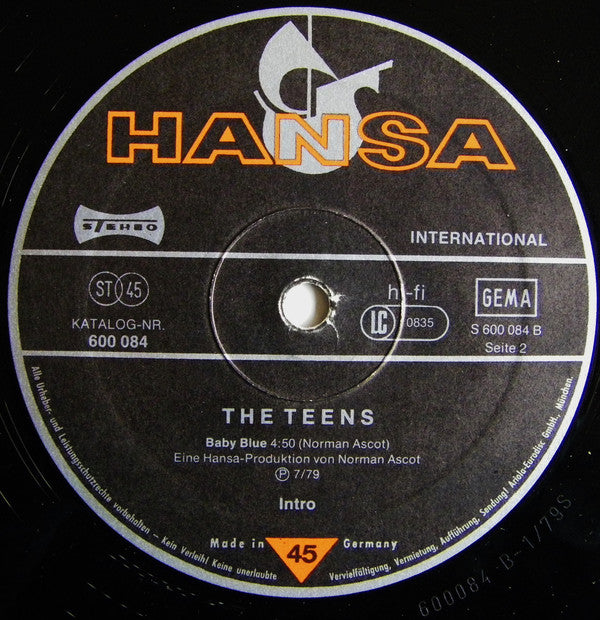 HANSA
STEREO
INTERNATIONAL
ST 45
KATALOG-NR.
600 084
hi-fi
LC 0835
GEMA
S 600 084 B
Seite 2
THE TEENS
Baby Blue 4:50 (Norman Ascot)
Eine Hansa-Produktion von Norman Ascot
Ⓟ 7/79
Intro
Made in 45 Germany
Alle Urheber- und Leistungsschutzrechte vorbehalten – Kein Verleih! Keine unerlaubte Vervielfältigung, Vermietung, Aufführung, Sendung! Ariola-Eurodisc GmbH., München.
600084 B-1/79S